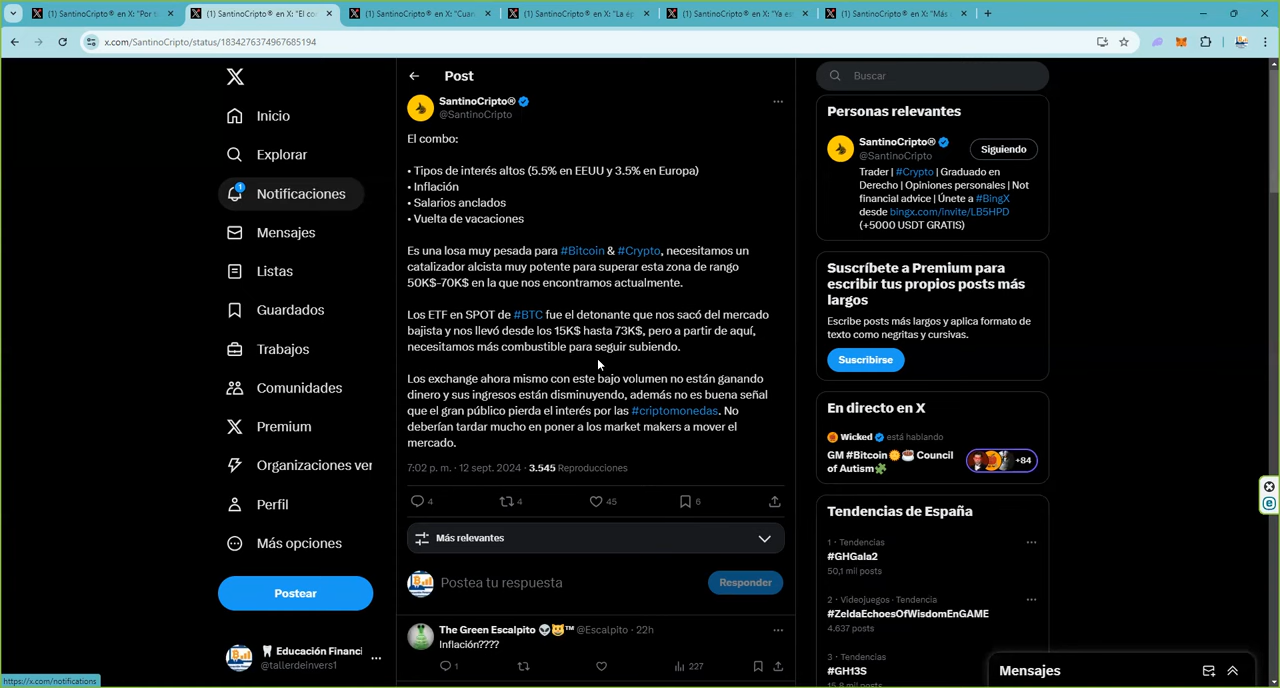 (1) SantinoCripto® en X: "Por t
(1) SantinoCripto® en X: "El co
(1) SantinoCripto® en X: "Cuan
(1) SantinoCripto® en X: "La ép
(1) SantinoCripto® en X: "Ya es
(1) SantinoCripto® en X: "Más
x.com/SantinoCripto/status/1834276374967685194
Inicio
Explorar
1
Notificaciones
Mensajes
Listas
Guardados
Trabajos
Comunidades
Premium
Organizaciones ver
Perfil
Más opciones
Postear
Educación Financi
@tallerdeinvers1
https://x.com/notifications
Post
SantinoCripto®
@SantinoCripto
El combo:
• Tipos de interés altos (5.5% en EEUU y 3.5% en Europa)
• Inflación
• Salarios anclados
• Vuelta de vacaciones
Es una losa muy pesada para #Bitcoin & #Crypto, necesitamos un
catalizador alcista muy potente para superar esta zona de rango
50K$-70K$ en la que nos encontramos actualmente.
Los ETF en SPOT de #BTC fue el detonante que nos sacó del mercado
bajista y nos llevó desde los 15K$ hasta 73K$, pero a partir de aquí,
necesitamos más combustible para seguir subiendo.
Los exchange ahora mismo con este bajo volumen no están ganando
dinero y sus ingresos están disminuyendo, además no es buena señal
que el gran público pierda el interés por las #criptomonedas. No
deberían tardar mucho en poner a los market makers a mover el
mercado.
7:02 p. m. · 12 sept. 2024 · 3.545 Reproducciones
4 4 45 6
Más relevantes
Postea tu respuesta
Responder
The Green Escalpito ™ @Escalpito · 22h
Inflación????
1 227
Buscar
Personas relevantes
SantinoCripto®
@SantinoCripto
Siguiendo
Trader | #Crypto | Graduado en
Derecho | Opiniones personales | Not
financial advice | Únete a #BingX
desde bingx.com/invite/LB5HPD
(+5000 USDT GRATIS)
Suscríbete a Premium para
escribir tus propios posts más
largos
Escribe posts más largos y aplica formato de
texto como negritas y cursivas.
Suscribirse
En directo en X
Wicked está hablando
GM #Bitcoin Council
of Autism
+84
Tendencias de España
1 · Tendencias
#GHGala2
50,1 mil posts
2 · Videojuegos · Tendencia
#ZeldaEchoesOfWisdomEnGAME
4.637 posts
3 · Tendencias
#GH13S
15,8 mil posts
Mensajes